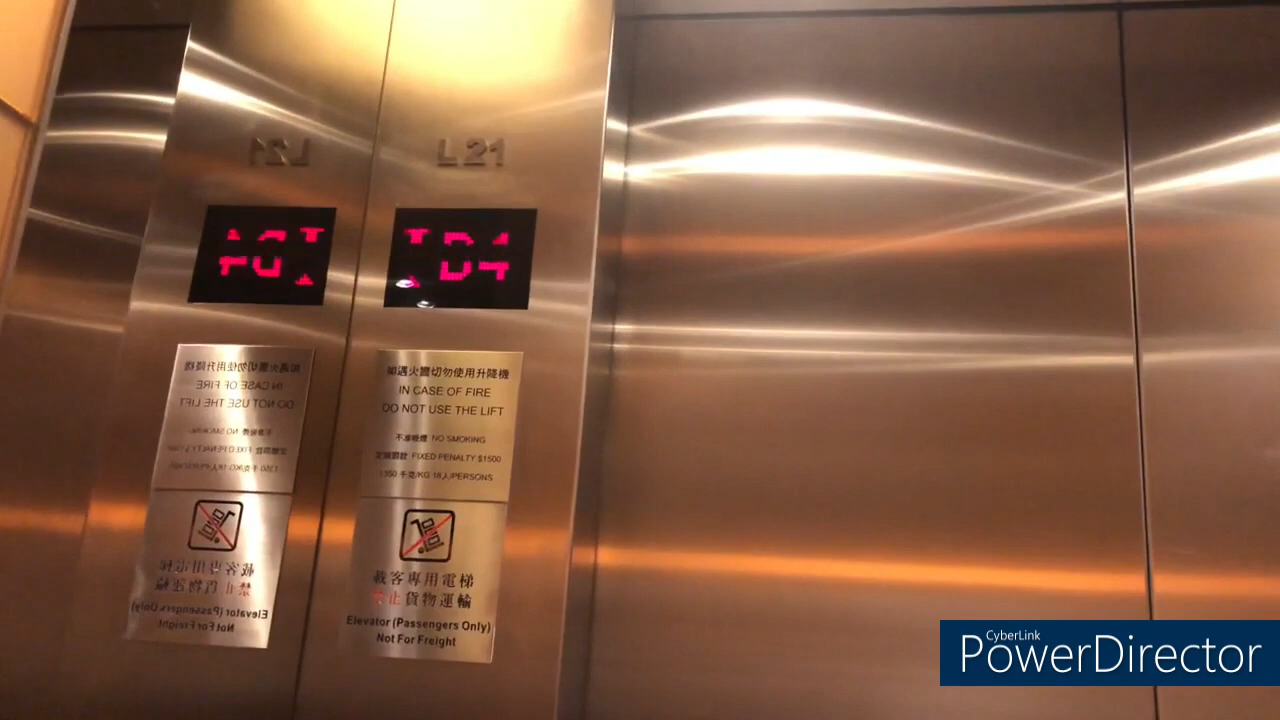 L21
如遇火警切勿使用升降機
IN CASE OF FIRE
DO NOT USE THE LIFT
不准吸煙 NO SMOKING
定額罰款 FIXED PENALTY $1500
1350 千克/KG 18人/PERSONS
載客專用電梯
禁止貨物運輸
Elevator (Passengers Only)
Not For Freight
CyberLink
PowerDirector